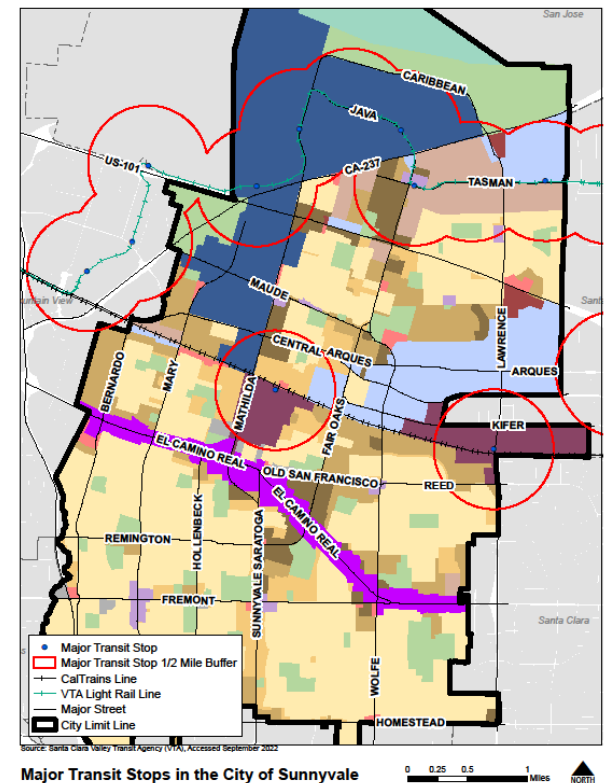 San Jose
CARIBBEAN
JAVA
US-101
CA-237
TASMAN
MAUDE
LAWRENCE
CENTRAL ARQUES
ARQUES
BERNARDO
MARY
MATHILDA
FAIR OAKS
KIFER
EL CAMINO REAL
OLD SAN FRANCISCO
REED
EL CAMINO REAL
HOLLENBECK
SUNNYVALE SARATOGA
REMINGTON
FREMONT
Santa Clara
WOLFE
HOMESTEAD
Major Transit Stop
Major Transit Stop 1/2 Mile Buffer
CalTrains Line
VTA Light Rail Line
Major Street
City Limit Line
Source: Santa Clara Valley Transit Agency (VTA), Accessed September 2022
Major Transit Stops in the City of Sunnyvale
0 0.25 0.5 1
Miles
NORTH